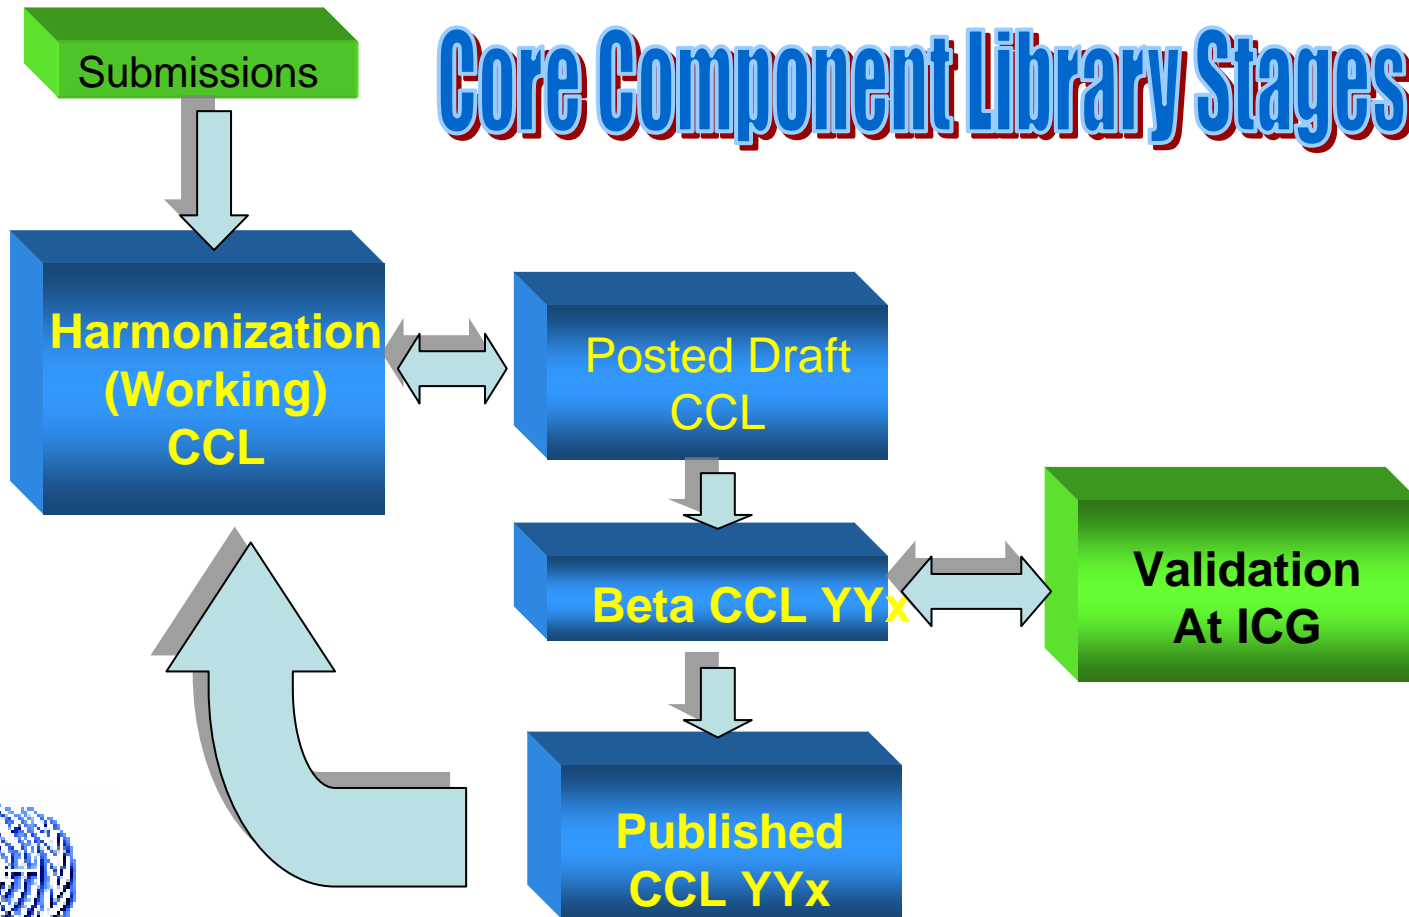 Submissions
Core Component Library Stages
Harmonization
(Working)
CCL
Posted Draft
CCL
Beta CCL YYx
Validation
At ICG
Published
CCL YYx